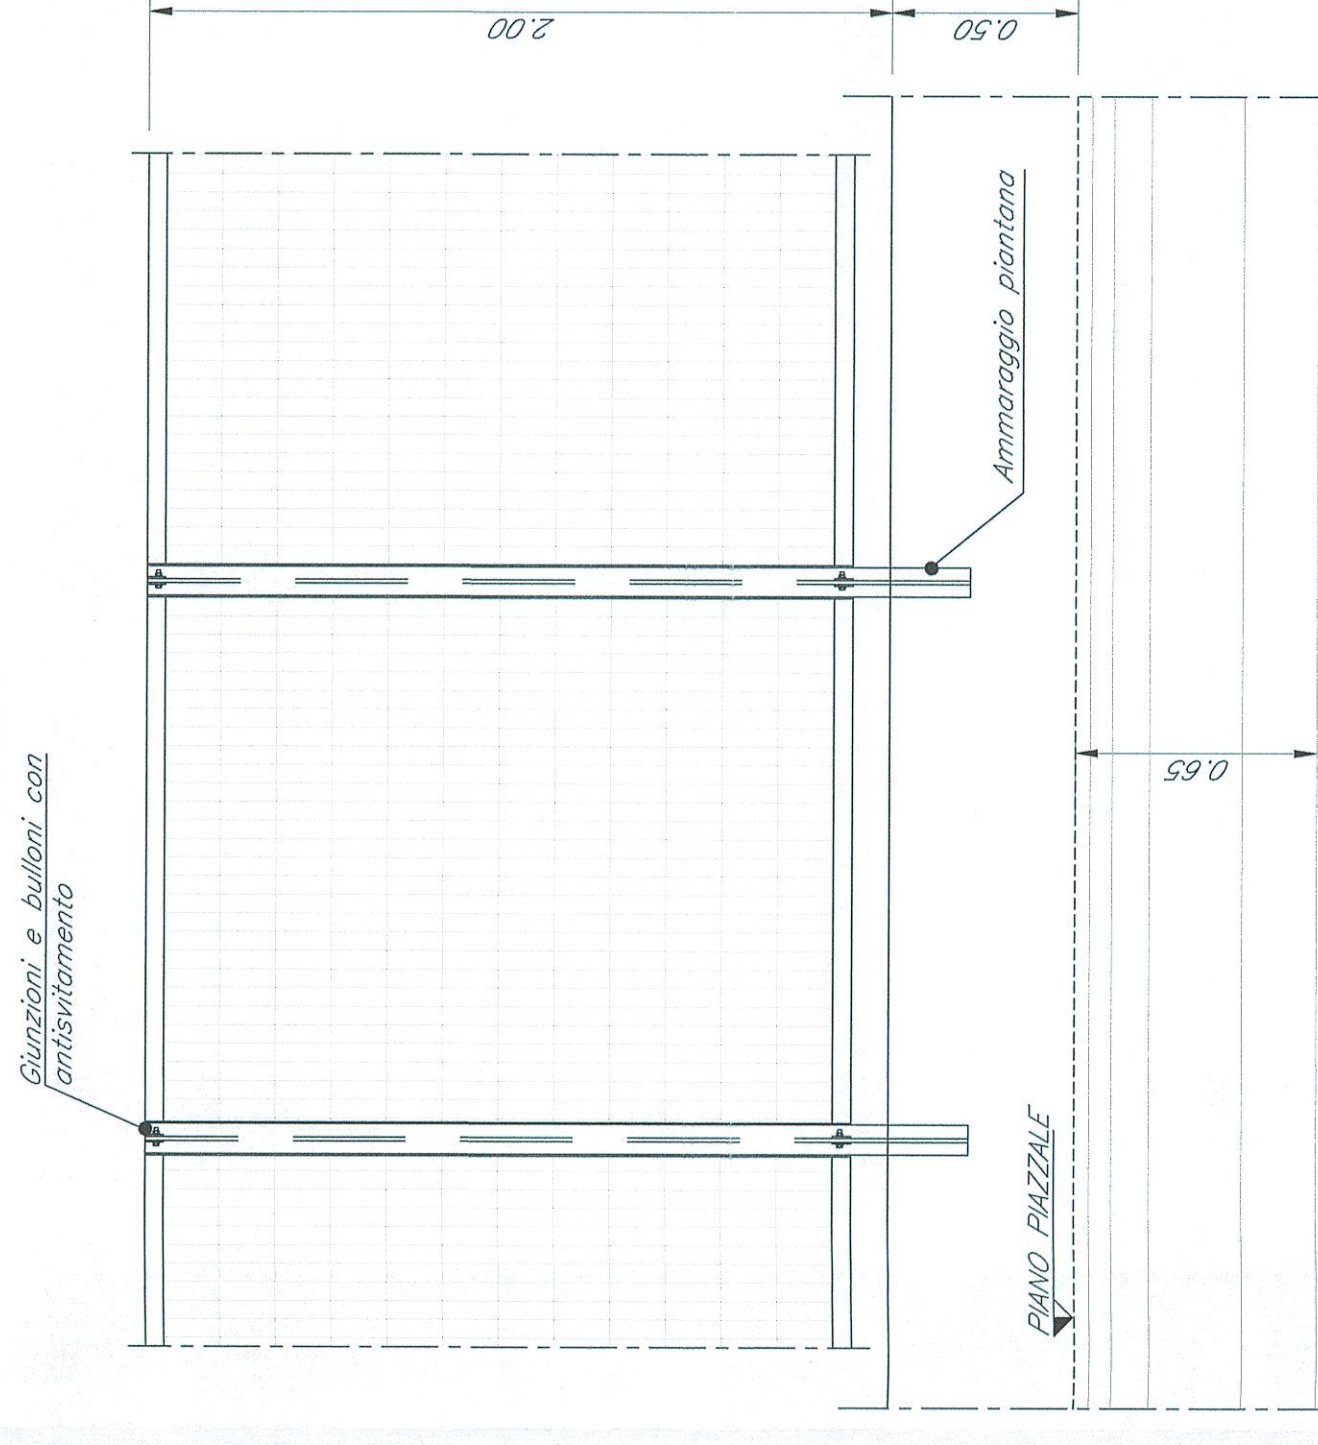 Giunzioni e bulloni con
antisvitamento
2.00
0.50
Ammaraggio piantana
PIANO PIAZZALE
0.65